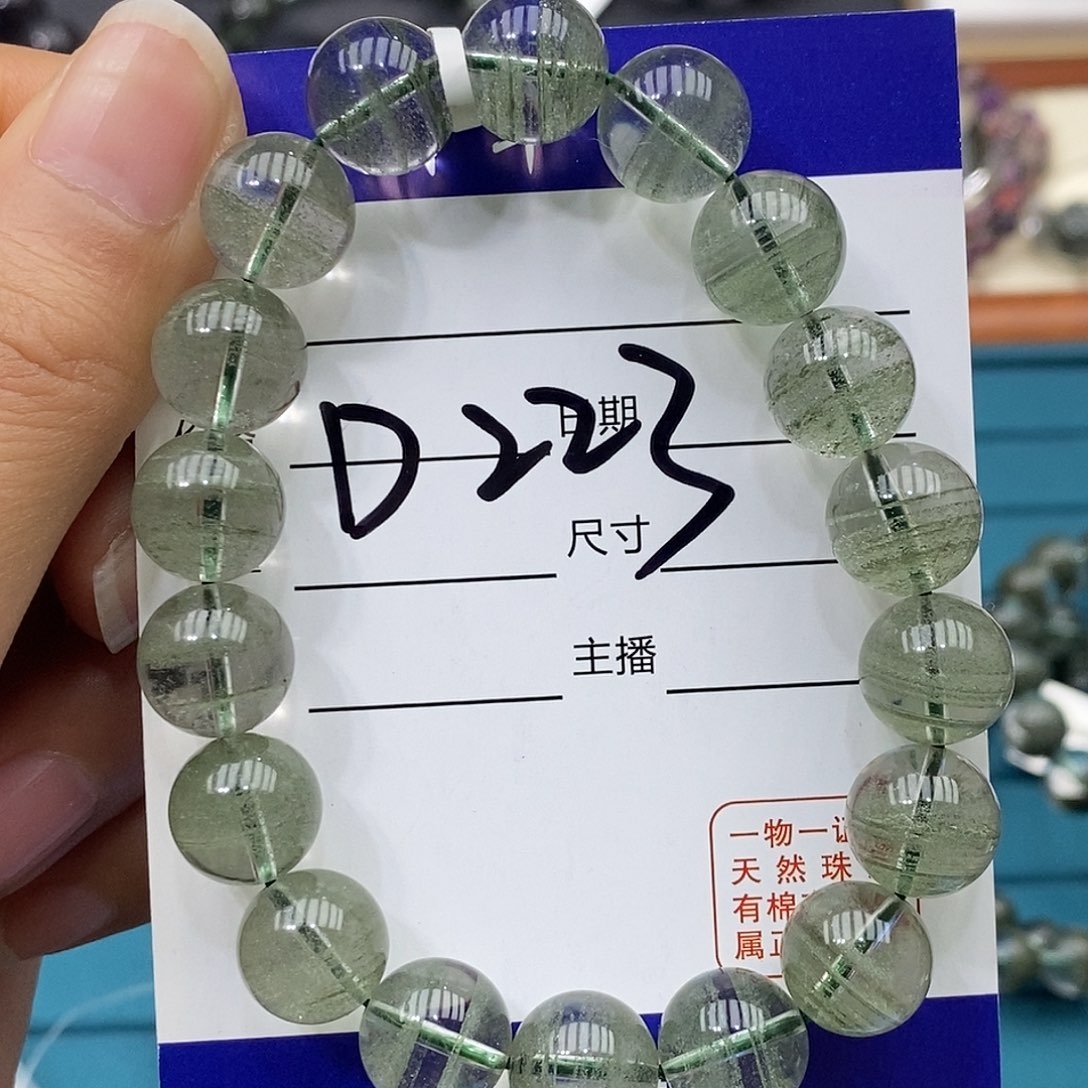 日期
D223
尺寸
主播
一物一证
天然珠
有棉
属正